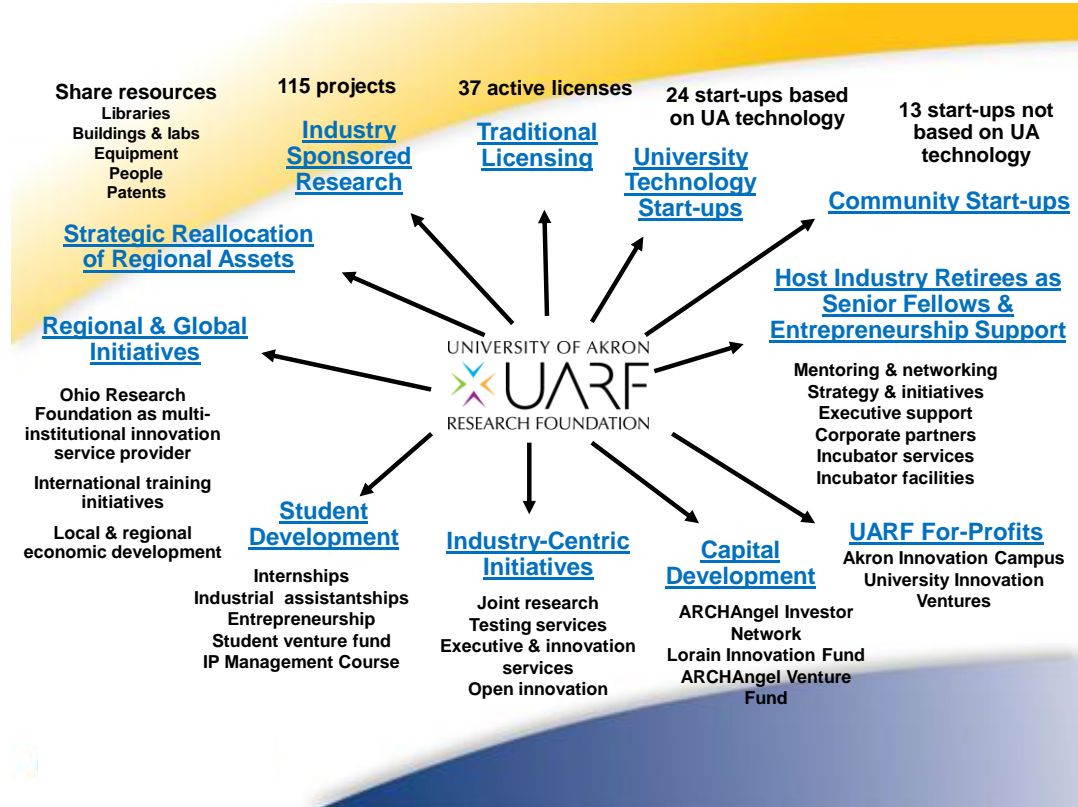 Share resources
Libraries
Buildings & labs
Equipment
People
Patents
Strategic Reallocation
of Regional Assets
115 projects
Industry
Sponsored
Research
37 active licenses
Traditional
Licensing
24 start-ups based
on UA technology
University
Technology
Start-ups
13 start-ups not
based on UA
technology
Community Start-ups
Regional & Global
Initiatives
Ohio Research
Foundation as multi-
institutional innovation
service provider
International training
initiatives
Local & regional
economic development
UNIVERSITY OF AKRON
UARF
RESEARCH FOUNDATION
Host Industry Retirees as
Senior Fellows &
Entrepreneurship Support
Mentoring & networking
Strategy & initiatives
Executive support
Corporate partners
Incubator services
Incubator facilities
Student
Development
Internships
Industrial  assistantships
Entrepreneurship
Student venture fund
IP Management Course
Industry-Centric
Initiatives
Joint research
Testing services
Executive & innovation
services
Open innovation
Capital
Development
ARCHAngel Investor
Network
Lorain Innovation Fund
ARCHAngel Venture
Fund
UARF For-Profits
Akron Innovation Campus
University Innovation
Ventures